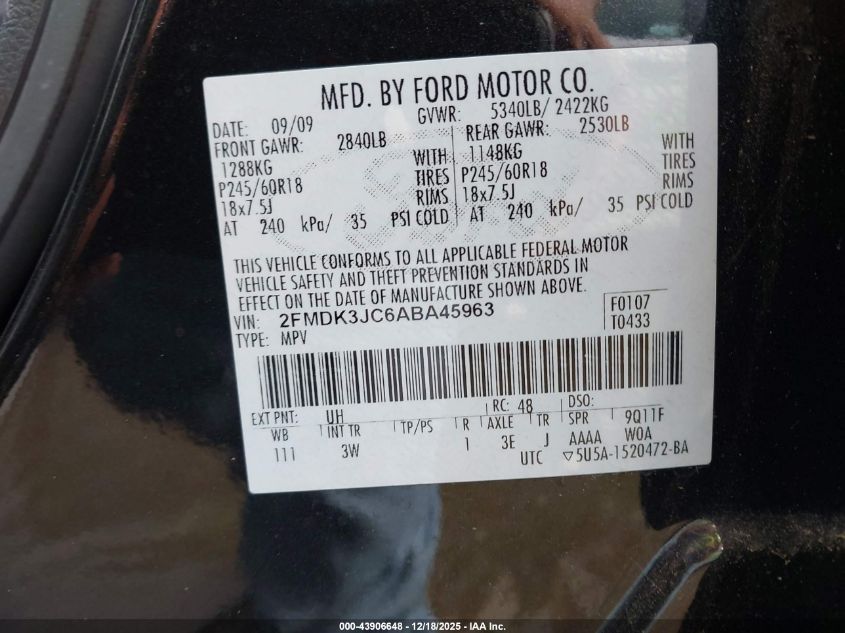 MFD. BY FORD MOTOR CO.
DATE: 09/09 GVWR: 5340LB/ 2422KG
FRONT GAWR: 2840LB REAR GAWR: 2530LB
1288KG WITH 1148KG WITH
P245/60R18 TIRES P245/60R18 TIRES
18x7.5J RIMS 18x7.5J RIMS
AT 240 kPa/ 35 PSI COLD AT 240 kPa/ 35 PSI COLD
THIS VEHICLE CONFORMS TO ALL APPLICABLE FEDERAL MOTOR
VEHICLE SAFETY AND THEFT PREVENTION STANDARDS IN
EFFECT ON THE DATE OF MANUFACTURE SHOWN ABOVE.
VIN: 2FMDK3JC6ABA45963 F0107
TYPE: MPV T0433
EXT PNT: UH RC: 48 DSO:
WB INT TR TP/PS R AXLE TR SPR 9Q11F
111 3W 1 3E J AAAA W0A
UTC ▽5U5A-1520472-BA
000-43906648 - 12/18/2025 - IAA Inc.